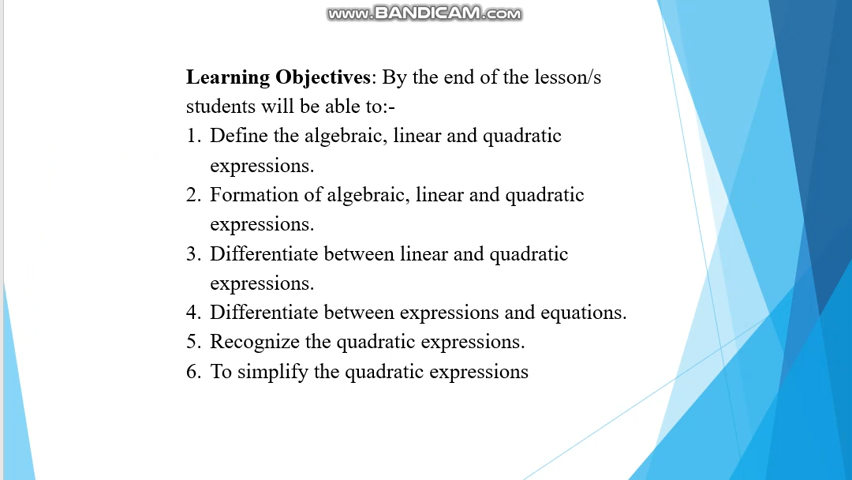 www.BANDICAM.com
Learning Objectives: By the end of the lesson/s
students will be able to:-
1. Define the algebraic, linear and quadratic
expressions.
2. Formation of algebraic, linear and quadratic
expressions.
3. Differentiate between linear and quadratic
expressions.
4. Differentiate between expressions and equations.
5. Recognize the quadratic expressions.
6. To simplify the quadratic expressions